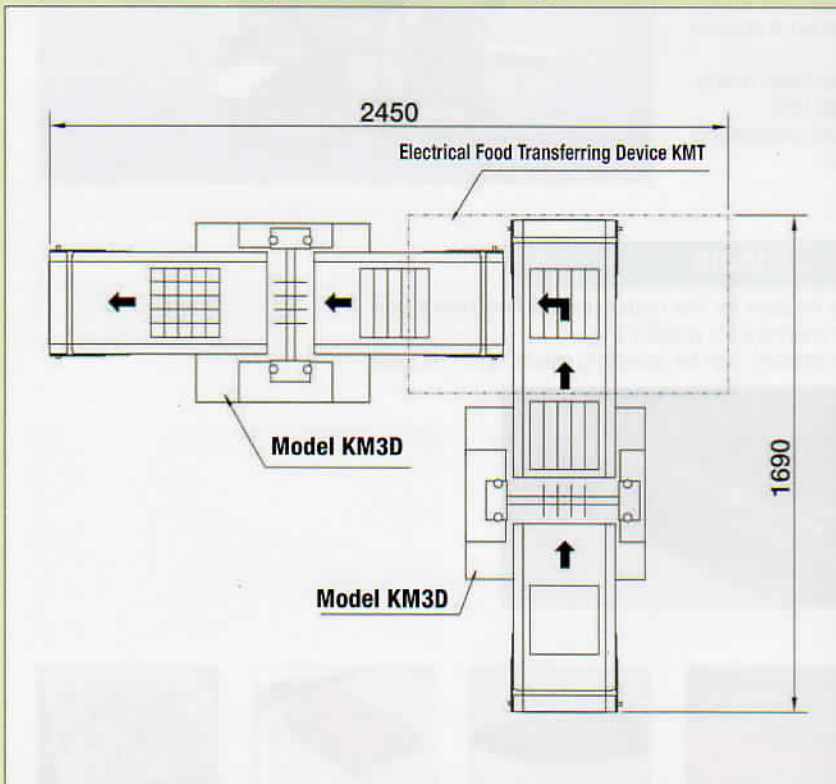 2450
Electrical Food Transferring Device KMT
Model KM3D
1690
Model KM3D